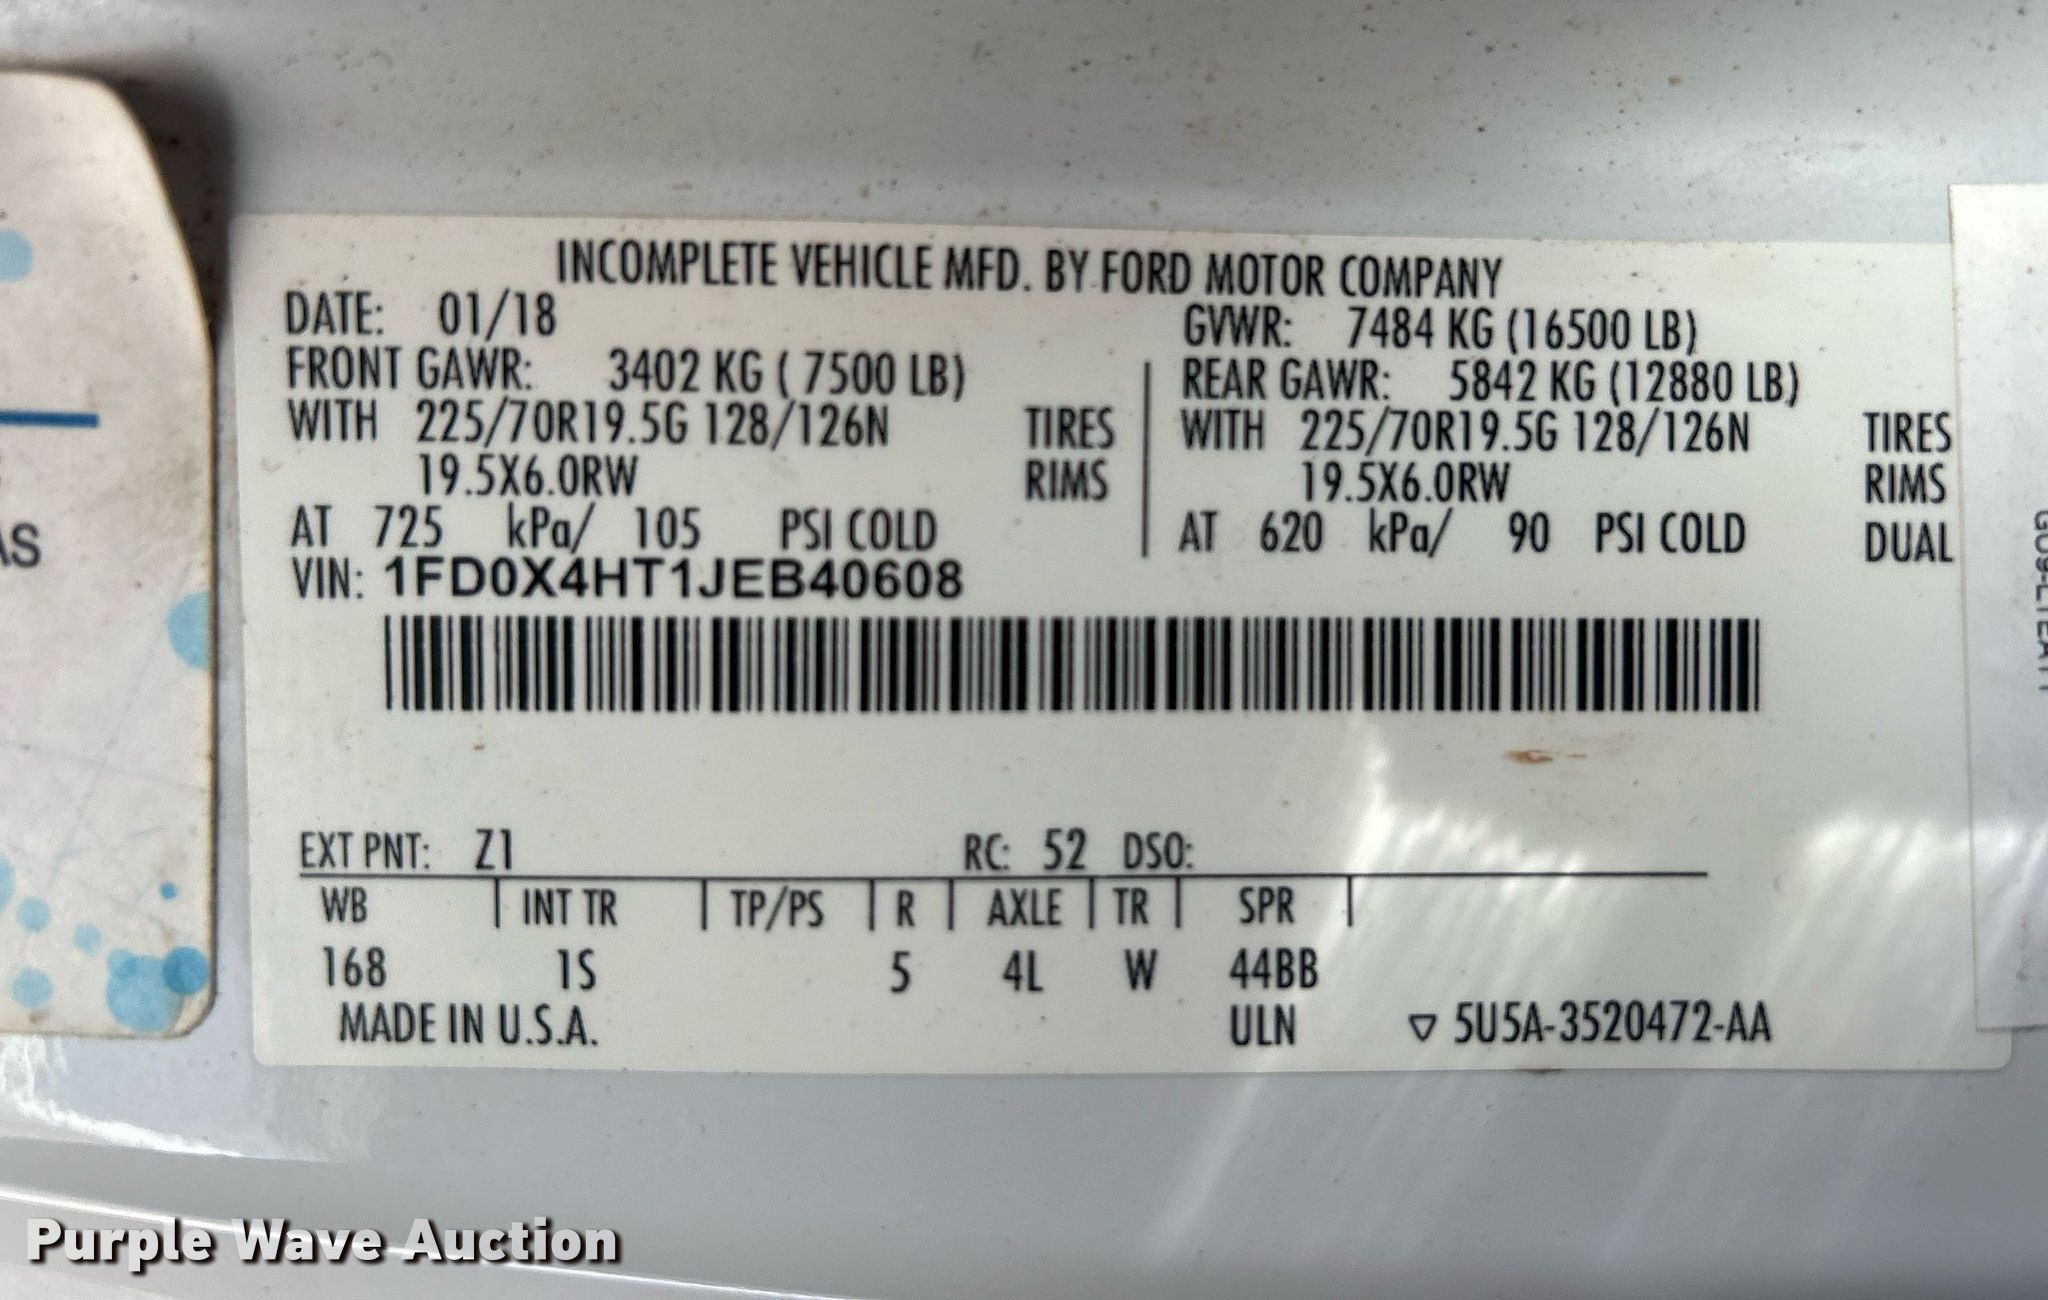 INCOMPLETE VEHICLE MFD. BY FORD MOTOR COMPANY
DATE: 01/18
GVWR: 7484 KG (16500 LB)
FRONT GAWR: 3402 KG ( 7500 LB)
WITH 225/70R19.5G 128/126N TIRES
19.5X6.0RW RIMS
AT 725 kPa/ 105 PSI COLD
REAR GAWR: 5842 KG (12880 LB)
WITH 225/70R19.5G 128/126N TIRES
19.5X6.0RW RIMS
AT 620 kPa/ 90 PSI COLD DUAL
VIN: 1FD0X4HT1JEB40608
EXT PNT: Z1 RC: 52 DSO:
WB INT TR TP/PS R AXLE TR SPR
168 1S 5 4L W 44BB
MADE IN U.S.A. ULN ▽ 5U5A-3520472-AA
AS
Purple Wave Auction